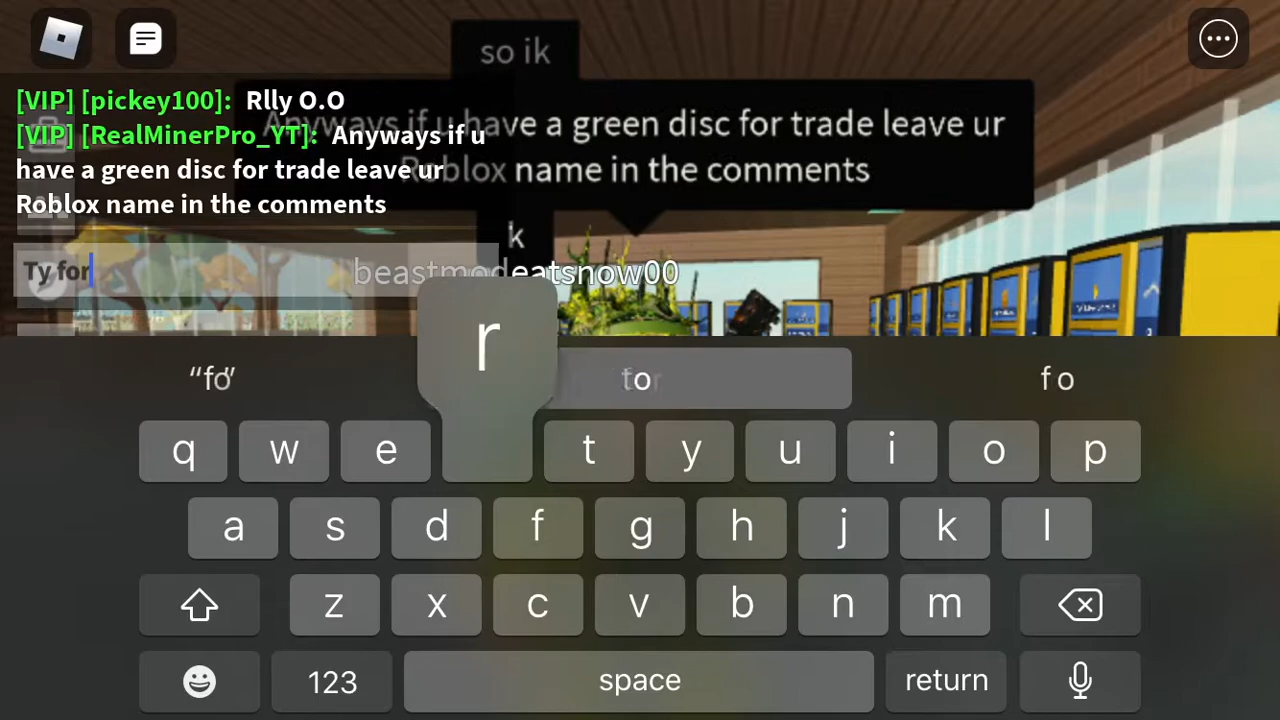 so ik
[VIP] [pickey100]: Rlly O.O
[VIP] [RealMinerPro_YT]: Anyways if u
have a green disc for trade leave ur
Roblox name in the comments
Anyways if u have a green disc for trade leave ur
Roblox name in the comments
k
Ty for
beastmodeatsnow00
r
"fo"
for
fo
q w e t y u i o p
a s d f g h j k l
z x c v b n m
123 space return